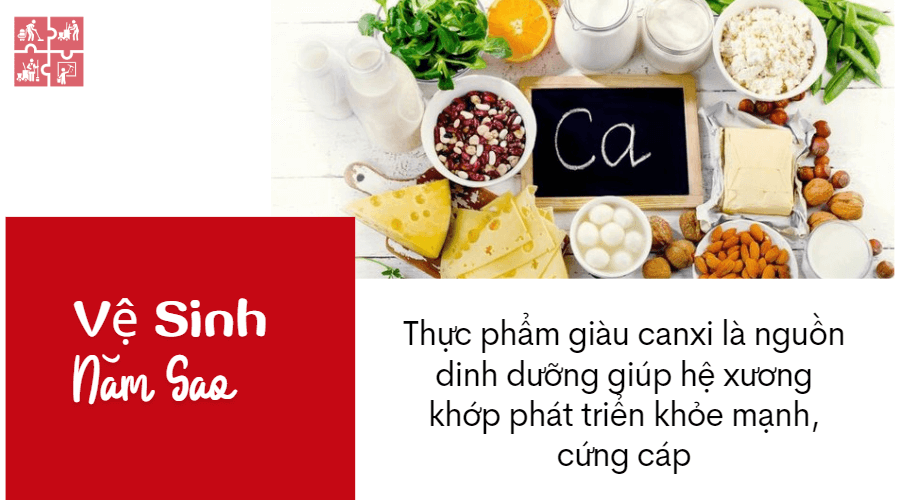 Ca
Vệ Sinh
Năm Sao
Thực phẩm giàu canxi là nguồn
dinh dưỡng giúp hệ xương
khớp phát triển khỏe mạnh,
cứng cáp